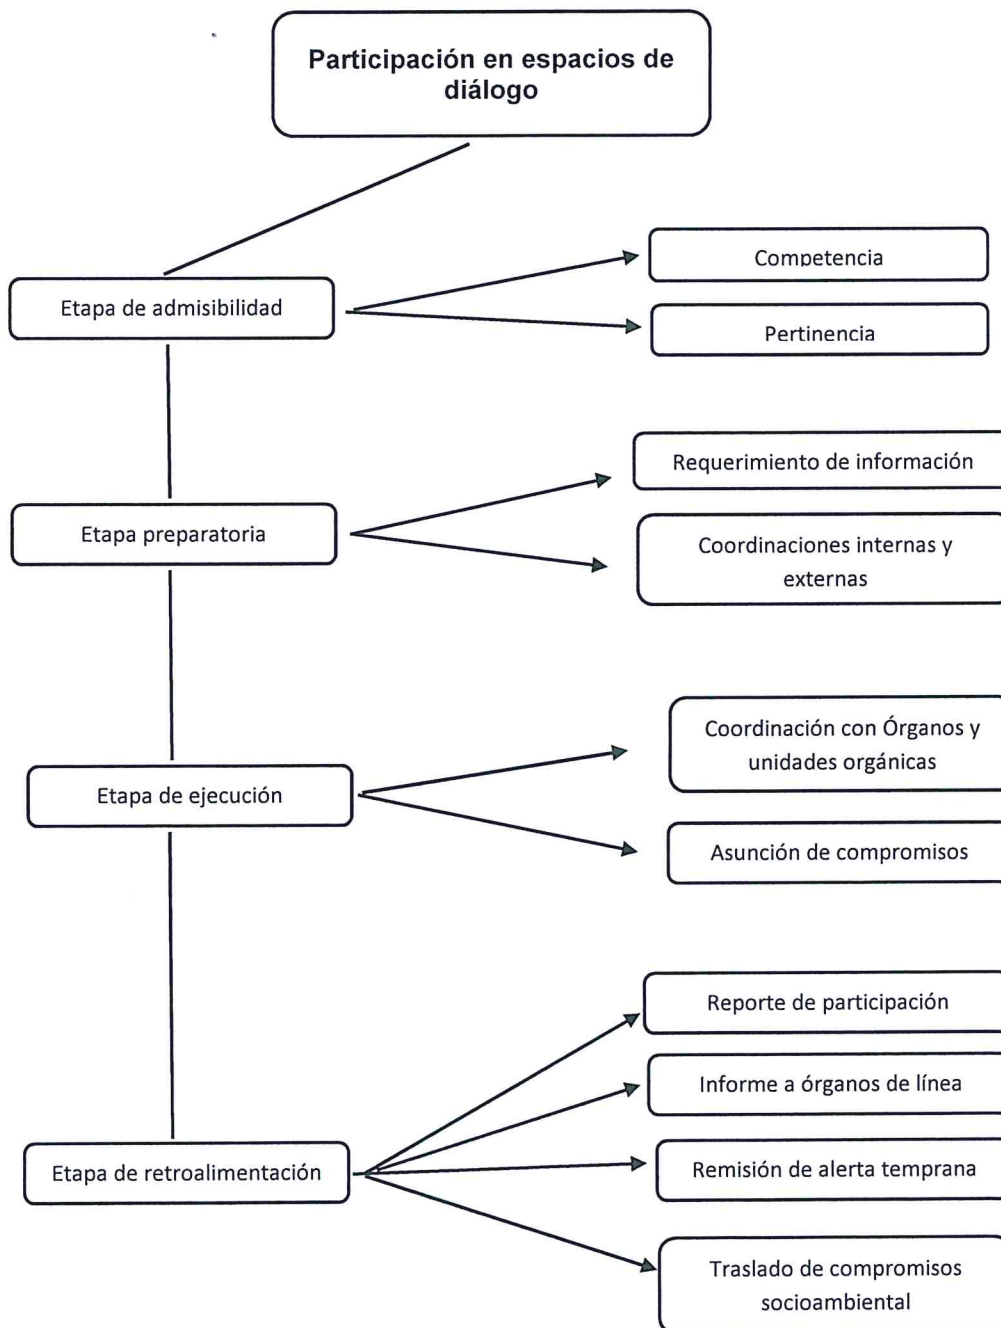 Participación en espacios de
diálogo
Etapa de admisibilidad
Competencia
Pertinencia
Etapa preparatoria
Requerimiento de información
Coordinaciones internas y
externas
Etapa de ejecución
Coordinación con Órganos y
unidades orgánicas
Asunción de compromisos
Etapa de retroalimentación
Reporte de participación
Informe a órganos de línea
Remisión de alerta temprana
Traslado de compromisos
socioambiental